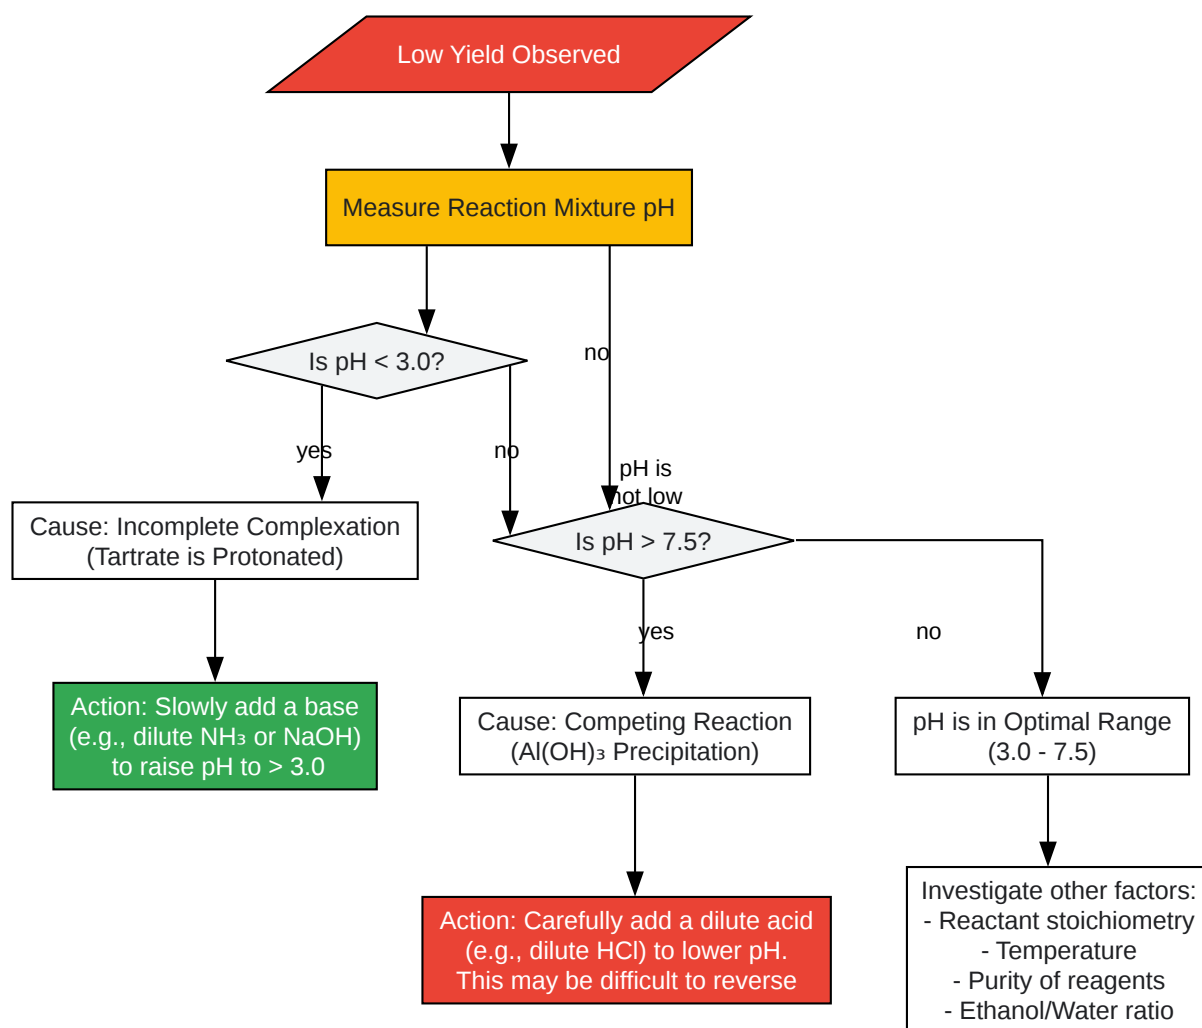 Low Yield Observed
Measure Reaction Mixture pH
Is pH < 3.0?
no
yes
no
pH is
not low
Cause: Incomplete Complexation
(Tartrate is Protonated)
Is pH > 7.5?
yes
no
Action: Slowly add a base
(e.g., dilute NH₃ or NaOH)
to raise pH to > 3.0
Cause: Competing Reaction
(Al(OH)₃ Precipitation)
pH is in Optimal Range
(3.0 - 7.5)
Action: Carefully add a dilute acid
(e.g., dilute HCl) to lower pH.
This may be difficult to reverse
Investigate other factors:
- Reactant stoichiometry
- Temperature
- Purity of reagents
- Ethanol/Water ratio